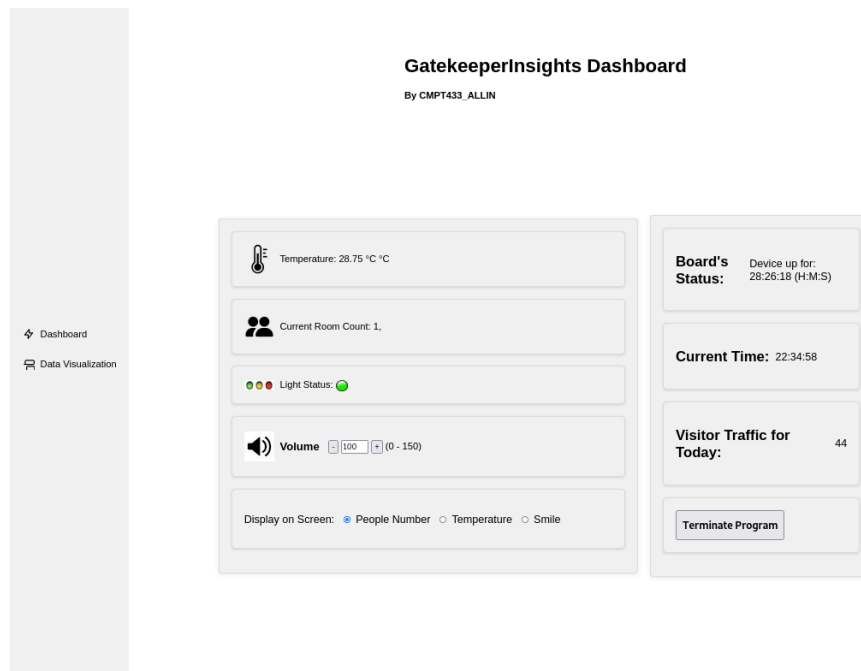 GatekeeperInsights Dashboard
By CMPT433_ALLIN
Dashboard
Data Visualization
Temperature: 28.75 °C °C
Current Room Count: 1,
Light Status:
Volume - 100 + (0 - 150)
Display on Screen: People Number Temperature Smile
Board's
Status:
Device up for:
28:26:18 (H:M:S)
Current Time: 22:34:58
Visitor Traffic for
Today:
44
Terminate Program